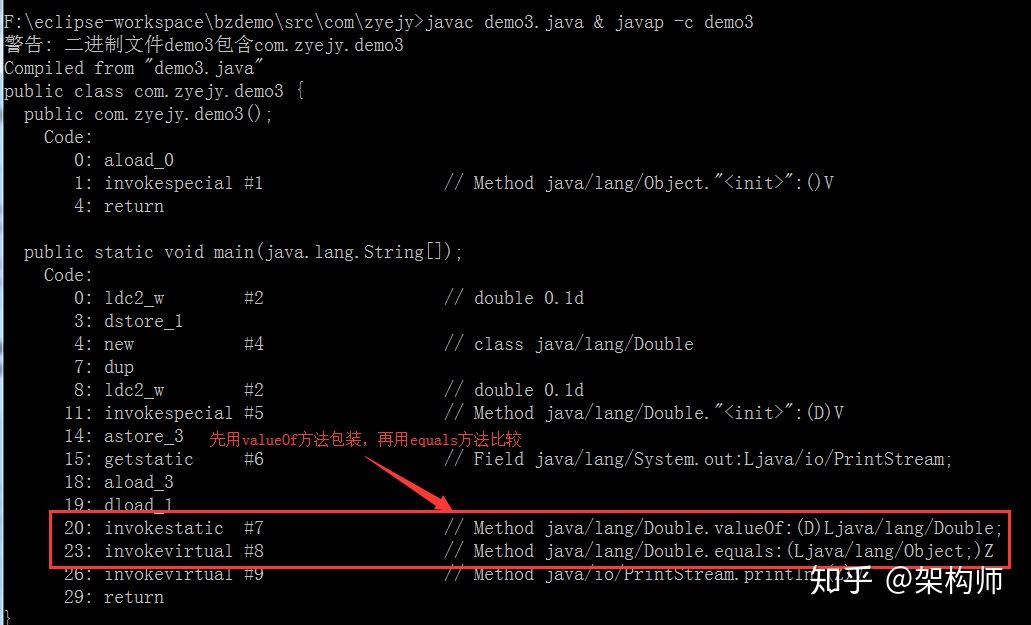 F:\eclipse-workspace\bzdemo\src\com\zyejy>javac demo3.java & javap -c demo3
警告: 二进制文件demo3包含com.zyejy.demo3
Compiled from "demo3.java"
public class com.zyejy.demo3 {
  public com.zyejy.demo3();
    Code:
       0: aload_0
       1: invokespecial #1                  // Method java/lang/Object."<init>":()V
       4: return

  public static void main(java.lang.String[]);
    Code:
       0: ldc2_w        #2                  // double 0.1d
       3: dstore_1
       4: new           #4                  // class java/lang/Double
       7: dup
       8: ldc2_w        #2                  // double 0.1d
      11: invokespecial #5                  // Method java/lang/Double."<init>":(D)V
      14: astore_3
先用valueOf方法包装，再用equals方法比较
      15: getstatic     #6                  // Field java/lang/System.out:Ljava/io/PrintStream;
      18: aload_3
      19: dload_1
      20: invokestatic  #7                  // Method java/lang/Double.valueOf:(D)Ljava/lang/Double;
      23: invokevirtual #8                  // Method java/lang/Double.equals:(Ljava/lang/Object;)Z
      26: invokevirtual #9                  // Method java/io/PrintStream.println
      29: return
}
知乎 @架构师